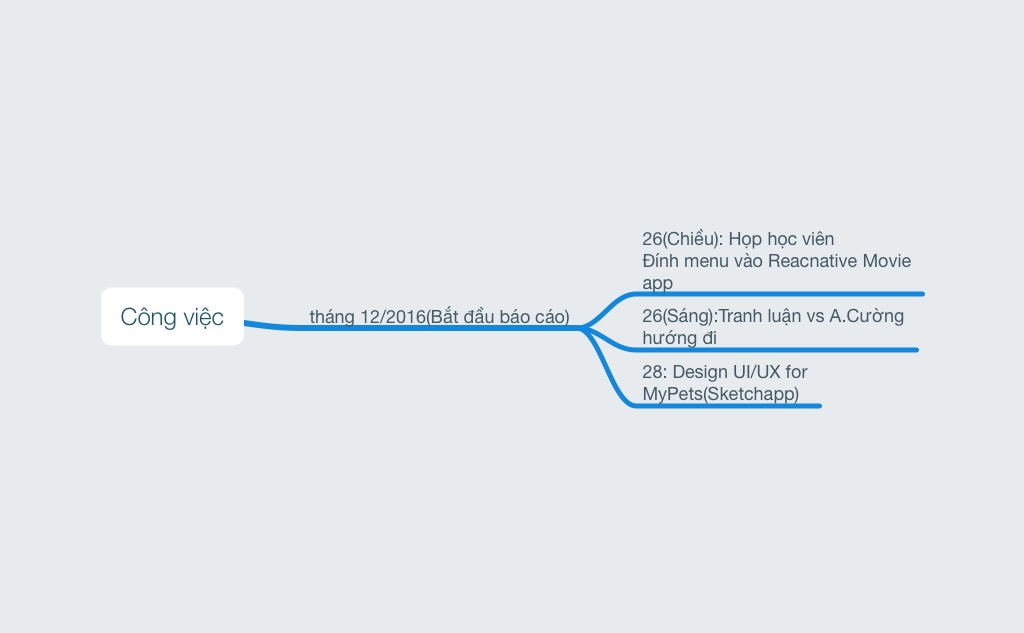 Công việc
tháng 12/2016(Bắt đầu báo cáo)
26(Chiều): Họp học viên
Đính menu vào Reacnative Movie
app
26(Sáng):Tranh luận vs A.Cường
hướng đi
28: Design UI/UX for
MyPets(Sketchapp)